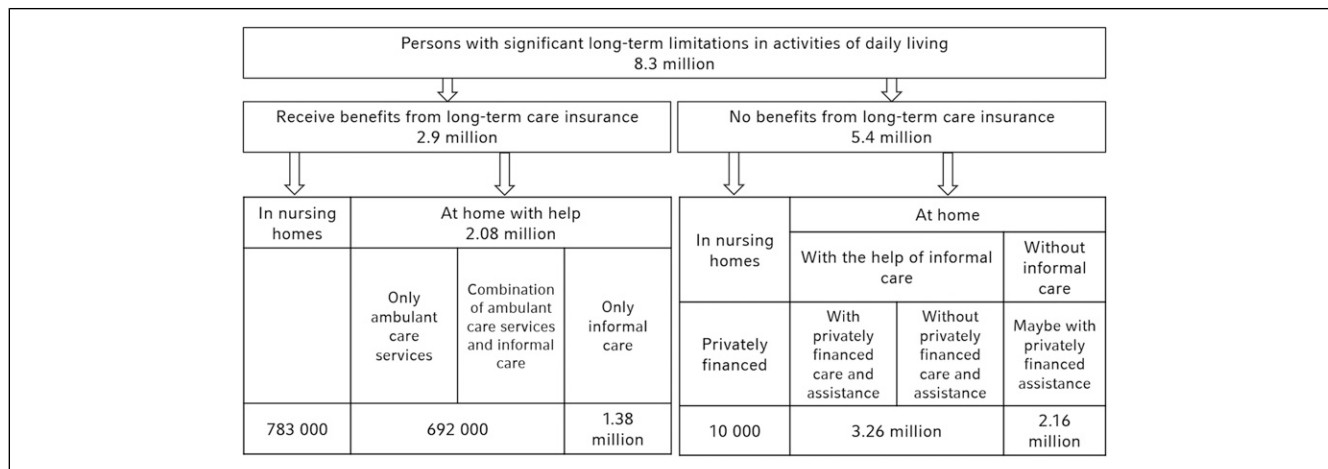 Persons with significant long-term limitations in activities of daily living
8.3 million
Receive benefits from long-term care insurance
2.9 million
No benefits from long-term care insurance
5.4 million
In nursing
homes
At home with help
2.08 million
Only
ambulant
care
services
Combination
of ambulant
care services
and informal care
Only
informal
care
783 000
692 000
1.38
million
In nursing
homes
At home
With the help of informal
care
Without
informal
care
Privately
financed
With
privately
financed
care and
assistance
Without
privately
financed
care and
assistance
Maybe with
privately
financed
assistance
10 000
3.26 million
2.16
million